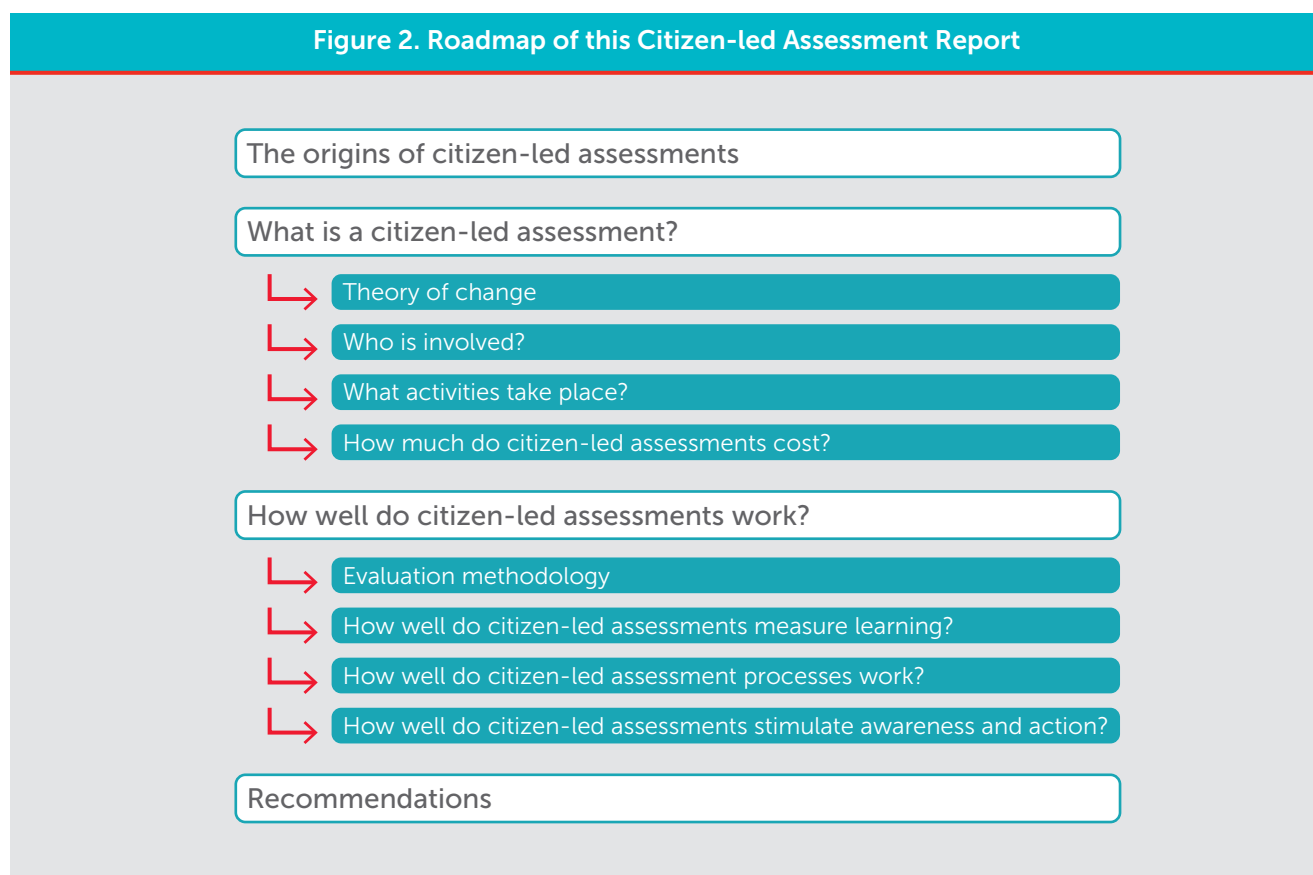 Figure 2. Roadmap of this Citizen-led Assessment Report
The origins of citizen-led assessments
What is a citizen-led assessment?
Theory of change
Who is involved?
What activities take place?
How much do citizen-led assessments cost?
How well do citizen-led assessments work?
Evaluation methodology
How well do citizen-led assessments measure learning?
How well do citizen-led assessment processes work?
How well do citizen-led assessments stimulate awareness and action?
Recommendations